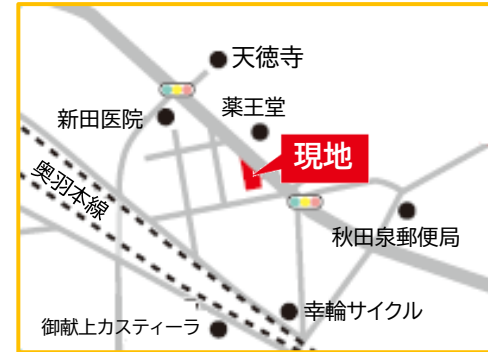 天徳寺
薬王堂
新田医院
現地
奥羽本線
秋田泉郵便局
幸輪サイクル
御献上カスティーラ